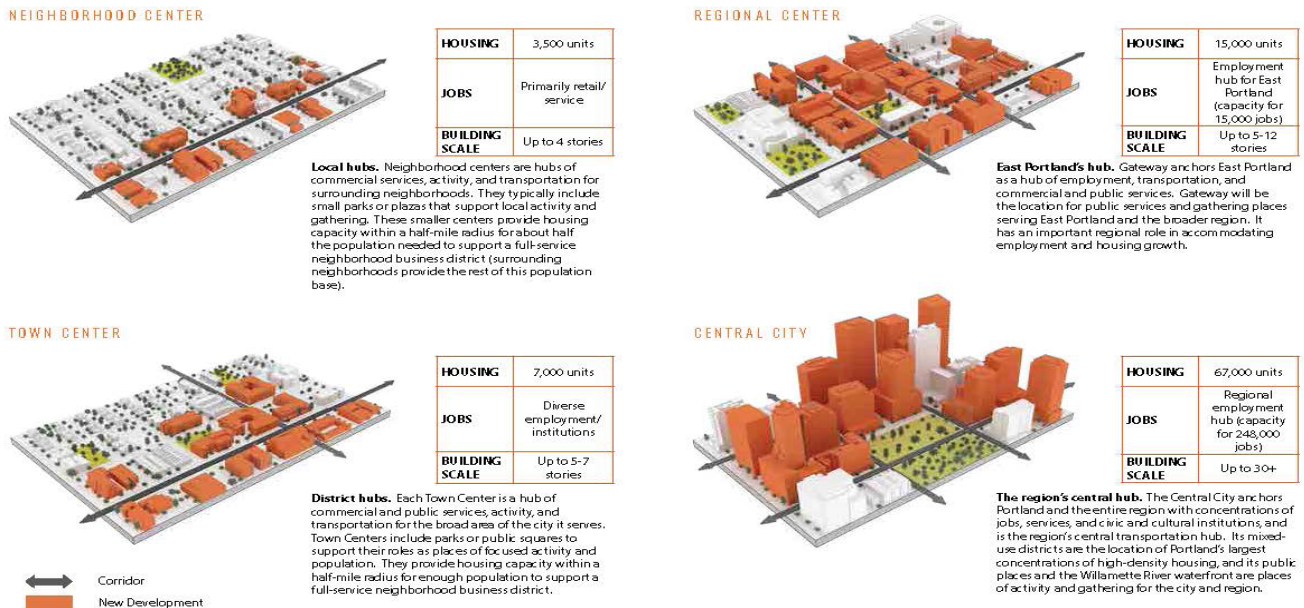 NEIGHBORHOOD CENTER
HOUSING 3,500 units
JOBS Primarily retail/
service
BUILDING
SCALE Up to 4 stories
Local hubs. Neighborhood centers are hubs of
commercial services, activity, and transportation for
surrounding neighborhoods. They typically include
small parks or plazas that support local activity and
gathering. These smaller centers provide housing
capacity within a half-mile radius for about half
the population needed to support a full-service
neighborhood business district (surrounding
neighborhoods provide the rest of this population
base).
REGIONAL CENTER
HOUSING 15,000 units
JOBS Employment
hub for East
Portland
(capacity for
15,000 jobs)
BUILDING
SCALE Up to 5-12
stories
East Portland's hub. Gateway anchors East Portland
as a hub of employment, transportation, and
commercial and public services. Gateway will be
the location for public services and gathering places
serving East Portland and the broader region. It
has an important regional role in accommodating
employment and housing growth.
TOWN CENTER
HOUSING 7,000 units
JOBS Diverse
employment/
institutions
BUILDING
SCALE Up to 5-7
stories
District hubs. Each Town Center is a hub of
commercial and public services, activity, and
transportation for the broad area of the city it serves.
Town Centers include parks or public squares to
support their roles as places of focused activity and
population. They provide housing capacity within a
half-mile radius for enough population to support a
full-service neighborhood business district.
CENTRAL CITY
HOUSING 67,000 units
JOBS Regional
employment
hub (capacity
for 248,000
jobs)
BUILDING
SCALE Up to 30+
The region's central hub. The Central City anchors
Portland and the entire region with concentrations of
jobs, services, and civic and cultural institutions, and
is the region's central transportation hub. Its mixed-
use districts are the location of Portland's largest
concentrations of high-density housing, and its public
places and the Willamette River waterfront are places
of activity and gathering for the city and region.
Corridor
New Development